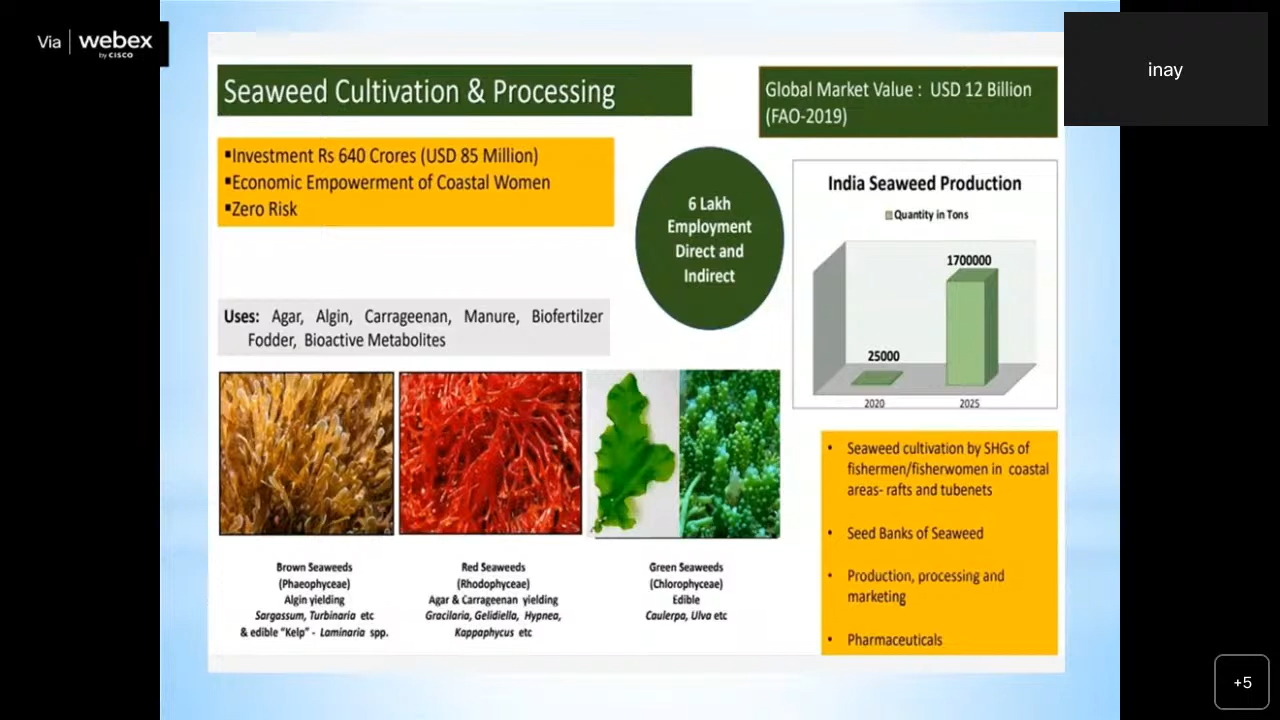 Via webex
by CISCO
inay
Seaweed Cultivation & Processing
Global Market Value : USD 12 Billion
(FAO-2019)
▪Investment Rs 640 Crores (USD 85 Million)
▪Economic Empowerment of Coastal Women
▪Zero Risk
6 Lakh
Employment
Direct and
Indirect
India Seaweed Production
Quantity in Tons
1700000
25000
2020 2025
Uses: Agar, Algin, Carrageenan, Manure, Biofertilzer
Fodder, Bioactive Metabolites
Brown Seaweeds
(Phaeophyceae)
Algin yielding
Sargassum, Turbinaria etc
& edible “Kelp” - Laminaria spp.
Red Seaweeds
(Rhodophyceae)
Agar & Carrageenan yielding
Gracilaria, Gelidiella, Hypnea,
Kappaphycus etc
Green Seaweeds
(Chlorophyceae)
Edible
Caulerpa, Ulva etc
• Seaweed cultivation by SHGs of
fishermen/fisherwomen in coastal
areas- rafts and tubenets
• Seed Banks of Seaweed
• Production, processing and
marketing
• Pharmaceuticals
+5